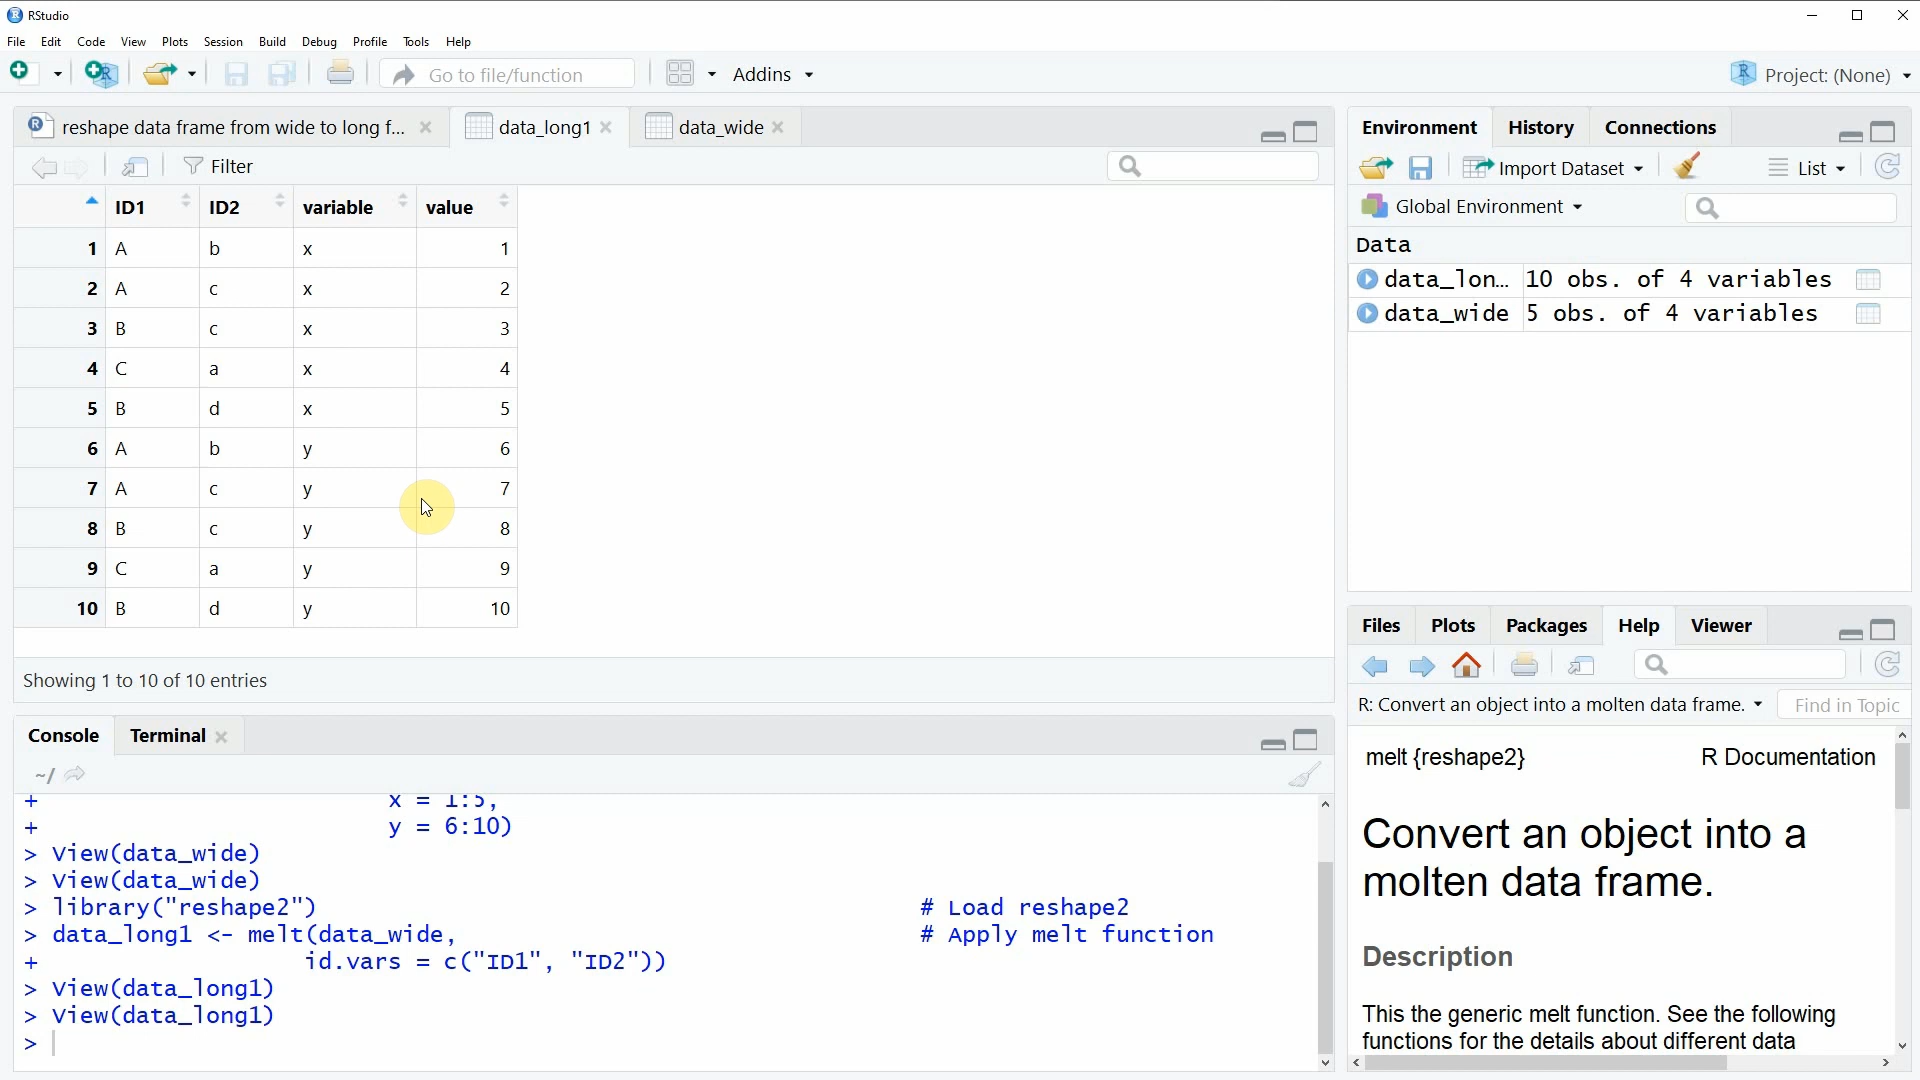 RStudio
File Edit Code View Plots Session Build Debug Profile Tools Help
Go to file/function
Addins
Project: (None)
reshape data frame from wide to long f...
data_long1
data_wide
Filter
ID1 ID2 variable value
1 A b x 1
2 A c x 2
3 B c x 3
4 C a x 4
5 B d x 5
6 A b y 6
7 A c y 7
8 B c y 8
9 C a y 9
10 B d y 10
Showing 1 to 10 of 10 entries
Console Terminal
~/
+ x = 1:5,
+ y = 6:10)
> View(data_wide)
> View(data_wide)
> library("reshape2") # Load reshape2
> data_long1 <- melt(data_wide, # Apply melt function
+ id.vars = c("ID1", "ID2"))
> View(data_long1)
> View(data_long1)
>
Environment History Connections
Import Dataset List
Global Environment
Data
data_lon... 10 obs. of 4 variables
data_wide 5 obs. of 4 variables
Files Plots Packages Help Viewer
R: Convert an object into a molten data frame. Find in Topic
melt {reshape2} R Documentation
Convert an object into a
molten data frame.
Description
This the generic melt function. See the following
functions for the details about different data